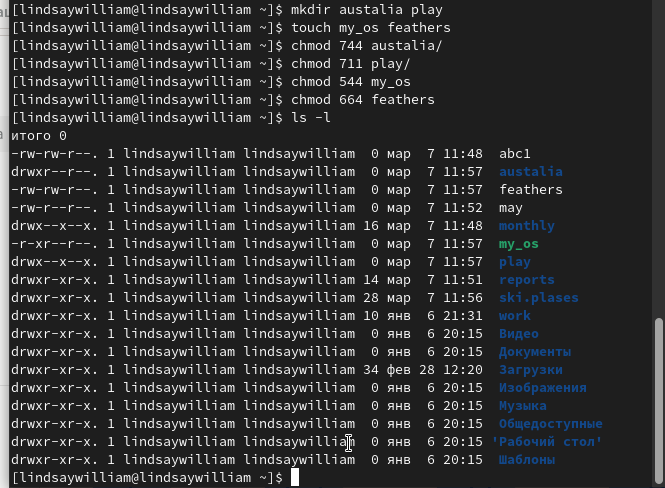 [lindsaywilliam@lindsaywilliam ~]$ mkdir austalia play
[lindsaywilliam@lindsaywilliam ~]$ touch my_os feathers
[lindsaywilliam@lindsaywilliam ~]$ chmod 744 austalia/
[lindsaywilliam@lindsaywilliam ~]$ chmod 711 play/
[lindsaywilliam@lindsaywilliam ~]$ chmod 544 my_os
[lindsaywilliam@lindsaywilliam ~]$ chmod 664 feathers
[lindsaywilliam@lindsaywilliam ~]$ ls -l
итого 0
-rw-rw-r--. 1 lindsaywilliam lindsaywilliam  0 мар  7 11:48  abc1
drwxr--r--. 1 lindsaywilliam lindsaywilliam  0 мар  7 11:57  austalia
-rw-rw-r--. 1 lindsaywilliam lindsaywilliam  0 мар  7 11:57  feathers
-rw-r--r--. 1 lindsaywilliam lindsaywilliam  0 мар  7 11:52  may
drwx--x--x. 1 lindsaywilliam lindsaywilliam 16 мар  7 11:48  monthly
-r-xr--r--. 1 lindsaywilliam lindsaywilliam  0 мар  7 11:57  my_os
drwx--x--x. 1 lindsaywilliam lindsaywilliam  0 мар  7 11:57  play
drwxr-xr-x. 1 lindsaywilliam lindsaywilliam 14 мар  7 11:51  reports
drwxr-xr-x. 1 lindsaywilliam lindsaywilliam 28 мар  7 11:56  ski.plases
drwxr-xr-x. 1 lindsaywilliam lindsaywilliam 10 янв  6 21:31  work
drwxr-xr-x. 1 lindsaywilliam lindsaywilliam  0 янв  6 20:15  Видео
drwxr-xr-x. 1 lindsaywilliam lindsaywilliam  0 янв  6 20:15  Документы
drwxr-xr-x. 1 lindsaywilliam lindsaywilliam 34 фев 28 12:20  Загрузки
drwxr-xr-x. 1 lindsaywilliam lindsaywilliam  0 янв  6 20:15  Изображения
drwxr-xr-x. 1 lindsaywilliam lindsaywilliam  0 янв  6 20:15  Музыка
drwxr-xr-x. 1 lindsaywilliam lindsaywilliam  0 янв  6 20:15  Общедоступные
drwxr-xr-x. 1 lindsaywilliam lindsaywilliam  0 янв  6 20:15 'Рабочий стол'
drwxr-xr-x. 1 lindsaywilliam lindsaywilliam  0 янв  6 20:15  Шаблоны
[lindsaywilliam@lindsaywilliam ~]$